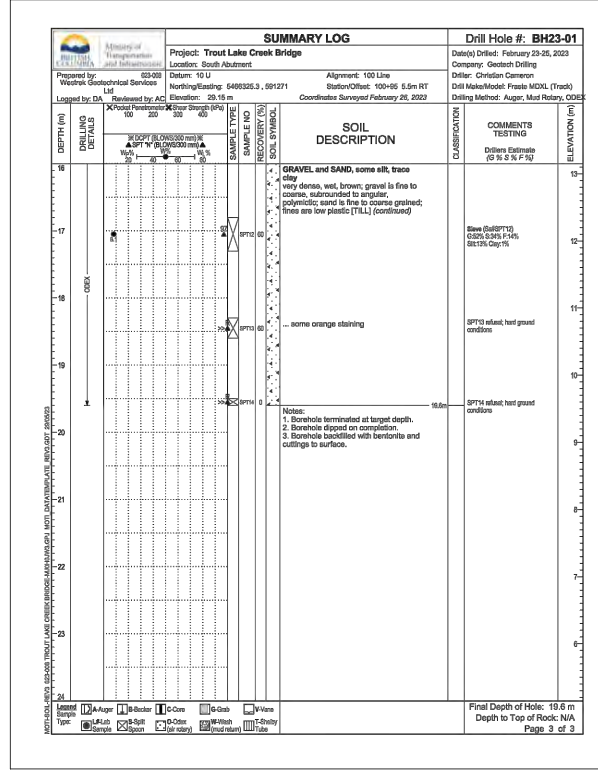 SUMMARY LOG
Drill Hole #: BH23-01
BRITISH COLUMBIA
Ministry of Transportation and Infrastructure
Project: Trout Lake Creek Bridge
Location: South Abutment
Date(s) Drilled: February 23-25, 2023
Company: Geotech Drilling
Prepared by: 023-008
Westrek Geotechnical Services Ltd
Logged by: DA Reviewed by: AC
Datum: 10 U
Alignment: 100 Line
Northing/Easting: 5466325.3 , 591271
Station/Offset: 100+95 5.5m RT
Elevation: 29.15 m
Coordinates Surveyed February 26, 2023
Driller: Christian Cameron
Drill Make/Model: Fraste MDXL (Track)
Drilling Method: Auger, Mud Rotary, ODEX
DEPTH (m)
DRILLING DETAILS
Pocket Penetrometer Shear Strength (kPa)
100 200 300 400
DCPT (BLOWS/300 mm)
SPT "N" (BLOWS/300 mm)
Wp% W% WL%
20 40 60 80
SAMPLE TYPE
SAMPLE NO
RECOVERY (%)
SOIL SYMBOL
SOIL DESCRIPTION
CLASSIFICATION
COMMENTS TESTING
Drillers Estimate
(G % S % F %)
ELEVATION (m)
16
GRAVEL and SAND, some silt, trace
clay
very dense, wet, brown; gravel is fine to
coarse, subrounded to angular,
polymictic; sand is fine to coarse grained;
fines are low plastic [TILL] (continued)
13
17
SPT12 60
Sieve (Sa#SPT12)
G:52% S:34% F:14%
Silt:13% Clay:1%
12
ODEX
18
11
>> SPT13 60
... some orange staining
SPT13 refusal; hard ground
conditions
19
10
>> SPT14 0
19.6m
SPT14 refusal; hard ground
conditions
Notes:
1. Borehole terminated at target depth.
2. Borehole dipped on completion.
3. Borehole backfilled with bentonite and
cuttings to surface.
20
9
21
8
22
7
23
6
24
Legend
Sample
Type:
A-Auger B-Becker C-Core G-Grab V-Vane
L#-Lab Sample S-Split Spoon O-Odex (air rotary) W-Wash (mud return) T-Shelby Tube
Final Depth of Hole: 19.6 m
Depth to Top of Rock: N/A
Page 3 of 3